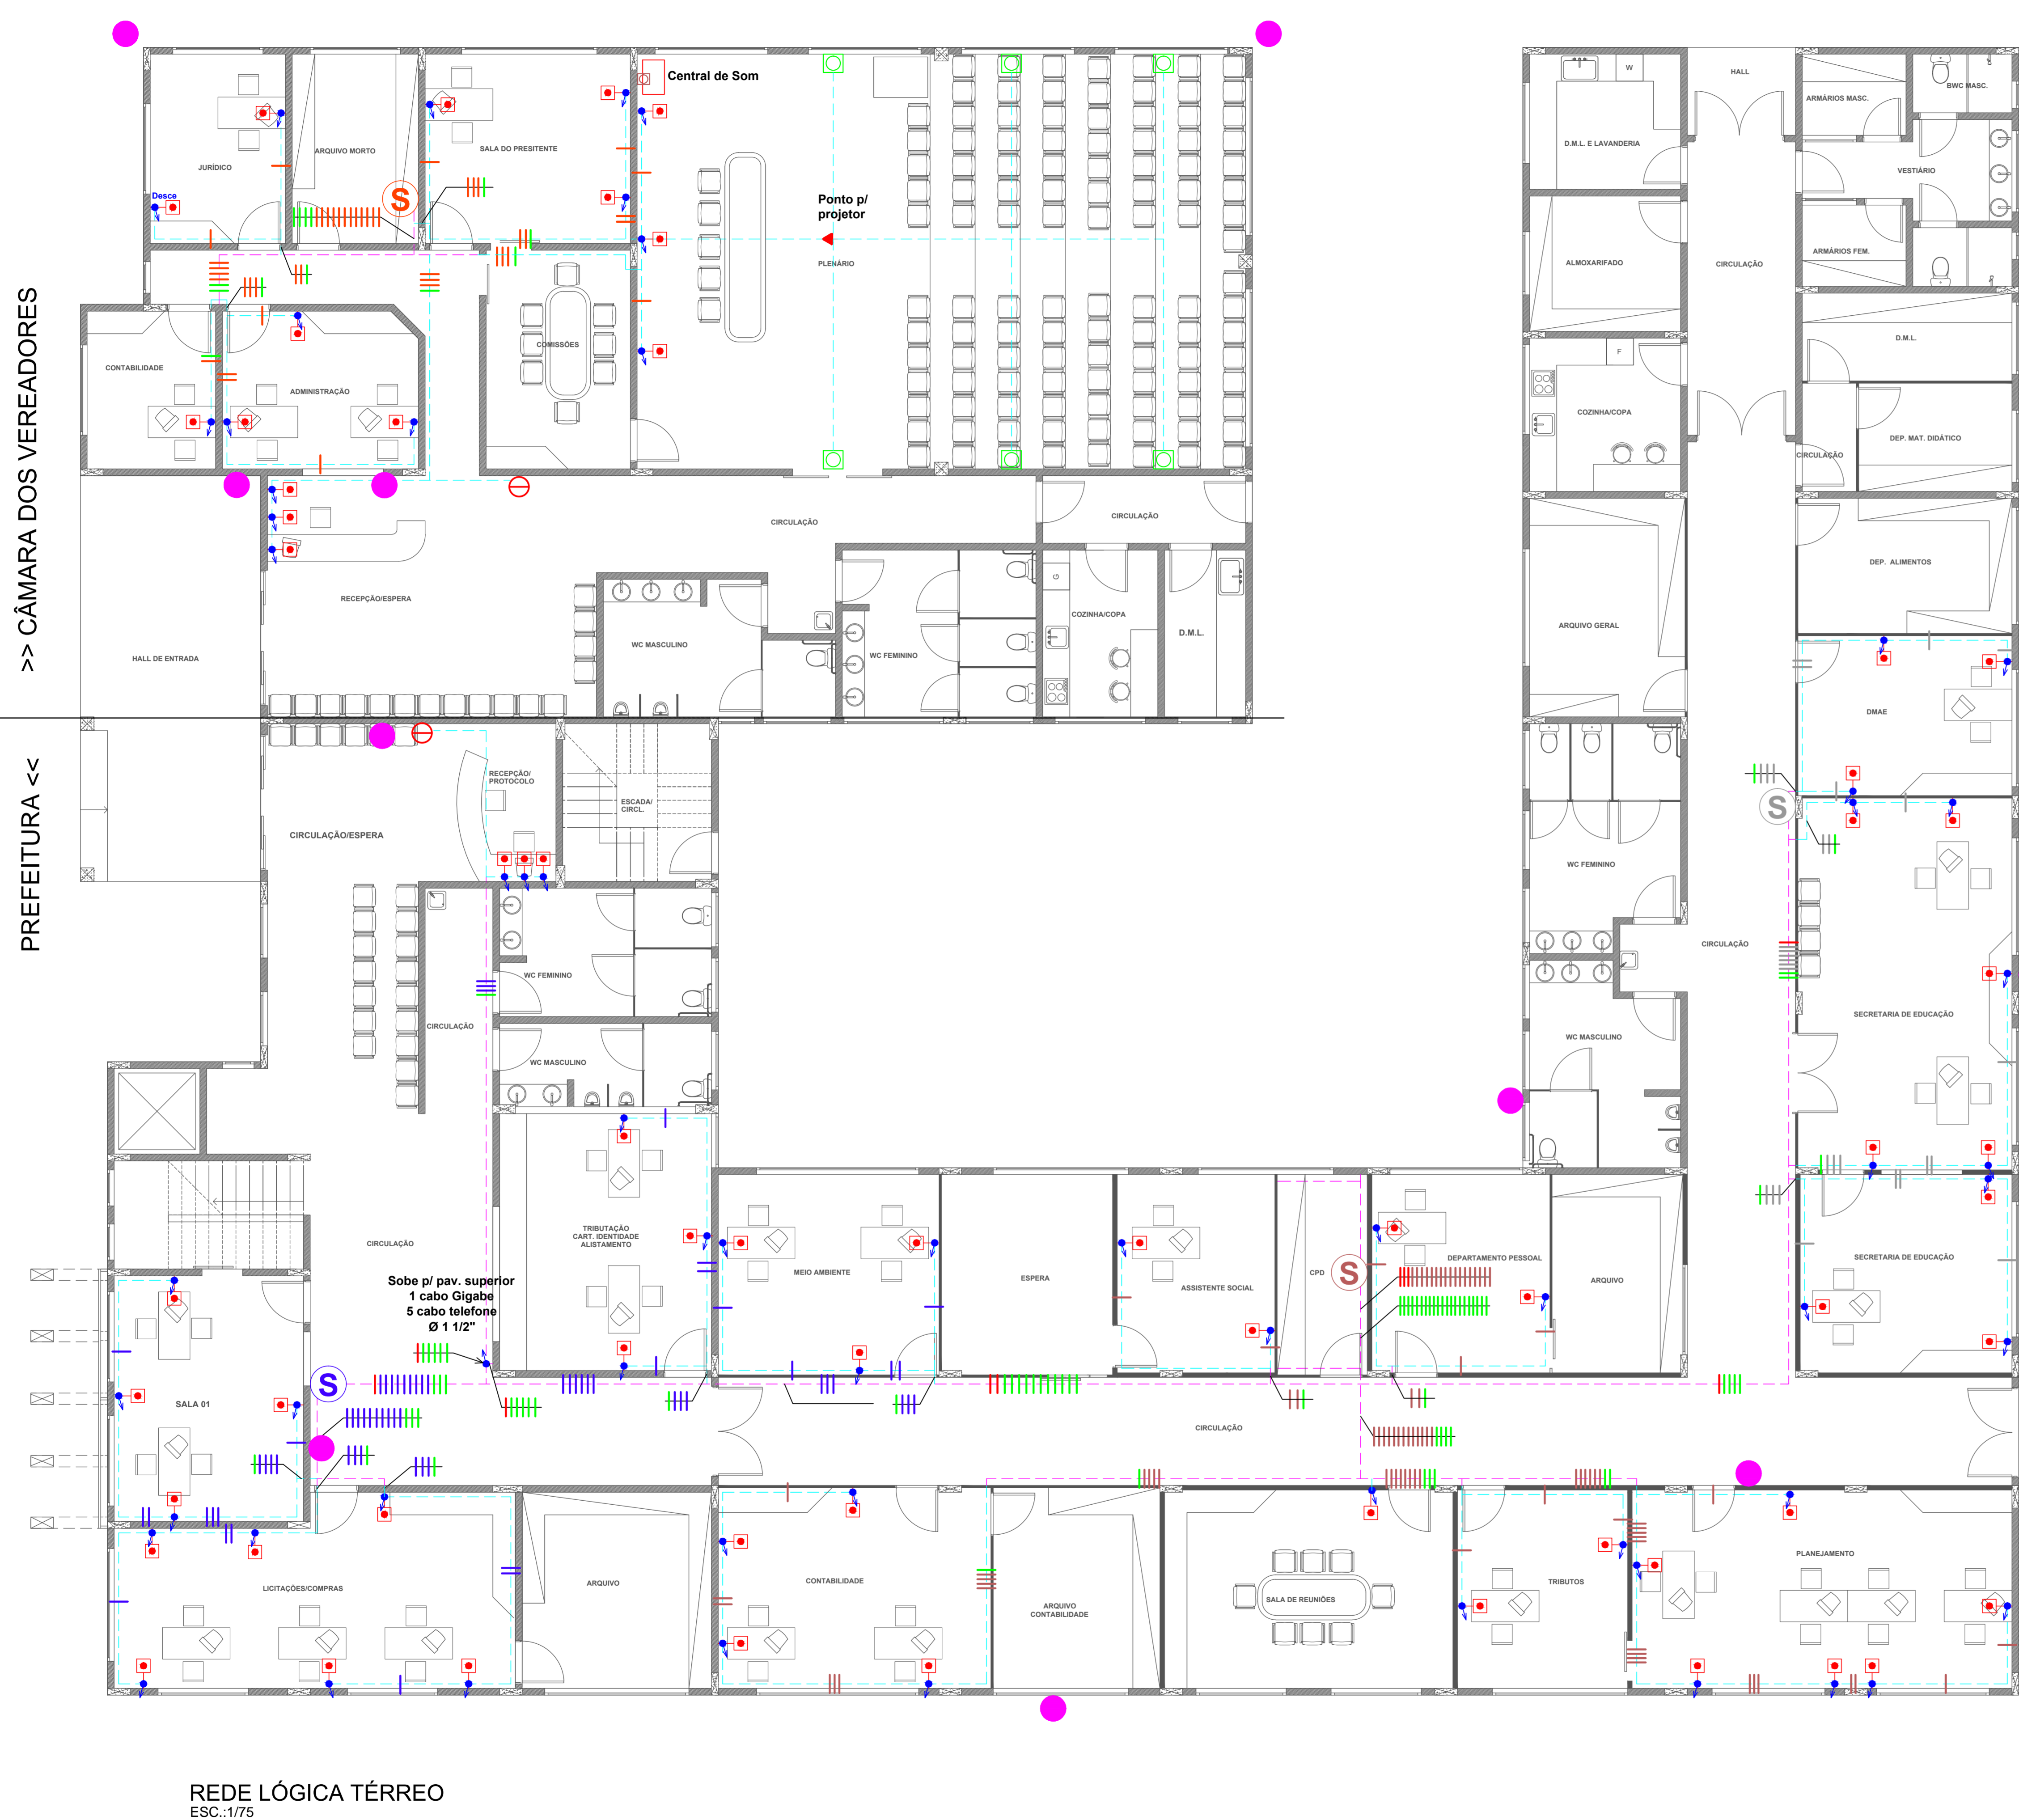 >> CÂMARA DOS VEREADORES
PREFEITURA <<
Central de Som
JURÍDICO
Desce
ARQUIVO MORTO
S
SALA DO PRESITENTE
Ponto p/
projetor
PLENÁRIO
CONTABILIDADE
ADMINISTRAÇÃO
COMISSÕES
CIRCULAÇÃO
CIRCULAÇÃO
RECEPÇÃO/ESPERA
HALL DE ENTRADA
WC MASCULINO
WC FEMININO
G
COZINHA/COPA
D.M.L.
W
D.M.L. E LAVANDERIA
HALL
ARMÁRIOS MASC.
BWC MASC.
VESTIÁRIO
ARMÁRIOS FEM.
ALMOXARIFADO
CIRCULAÇÃO
D.M.L.
F
COZINHA/COPA
DEP. MAT. DIDÁTICO
CIRCULAÇÃO
DEP. ALIMENTOS
ARQUIVO GERAL
DMAE
S
WC FEMININO
CIRCULAÇÃO
SECRETARIA DE EDUCAÇÃO
WC MASCULINO
SECRETARIA DE EDUCAÇÃO
RECEPÇÃO/
PROTOCOLO
ESCADA/
CIRCL.
CIRCULAÇÃO/ESPERA
WC FEMININO
CIRCULAÇÃO
WC MASCULINO
TRIBUTAÇÃO
CART. IDENTIDADE
ALISTAMENTO
CIRCULAÇÃO
Sobe p/ pav. superior
1 cabo Gigabe
5 cabo telefone
Ø 1 1/2"
MEIO AMBIENTE
ESPERA
ASSISTENTE SOCIAL
CPD
S
DEPARTAMENTO PESSOAL
ARQUIVO
S
SALA 01
CIRCULAÇÃO
LICITAÇÕES/COMPRAS
ARQUIVO
CONTABILIDADE
ARQUIVO
CONTABILIDADE
SALA DE REUNIÕES
TRIBUTOS
PLANEJAMENTO
REDE LÓGICA TÉRREO
ESC.:1/75